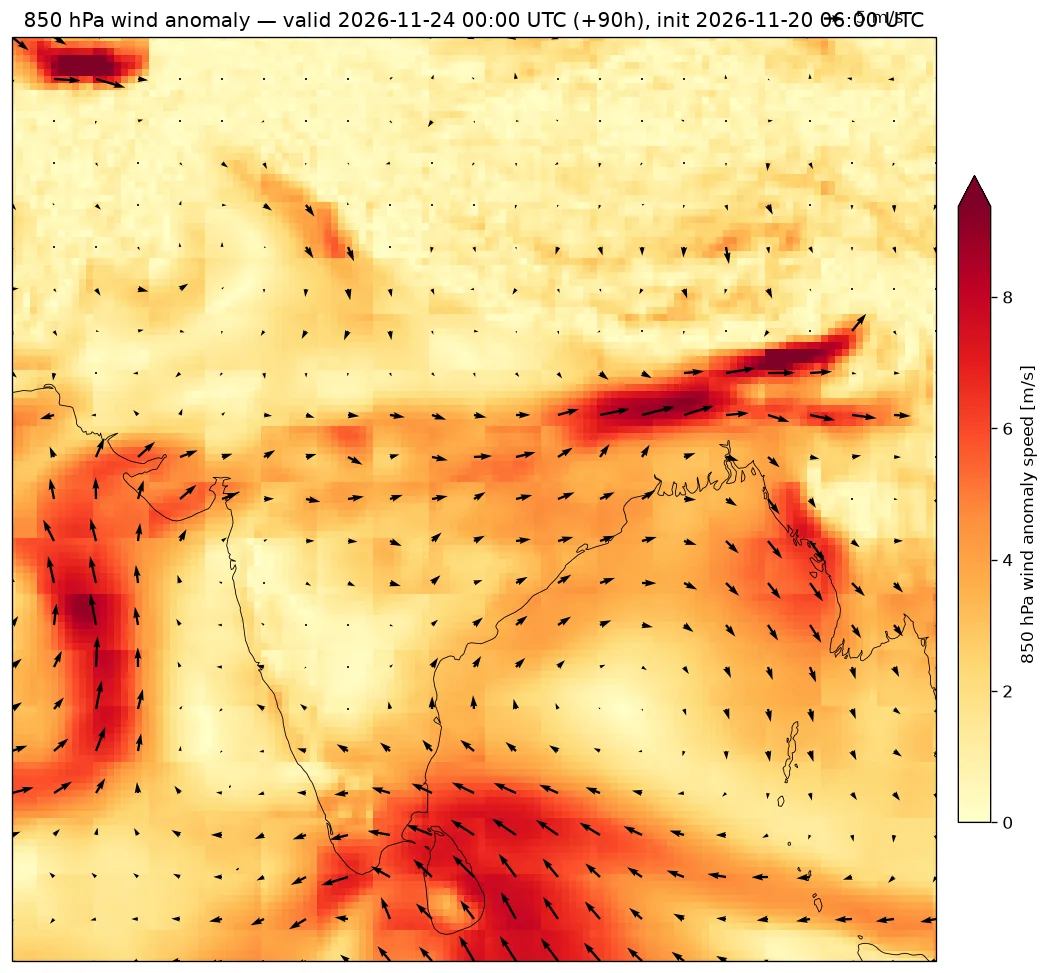 850 hPa wind anomaly — valid 2026-11-24 00:00 UTC (+90h), init 2026-11-20 06:00 UTC
5 m/s
8
6
4
2
0
850 hPa wind anomaly speed [m/s]